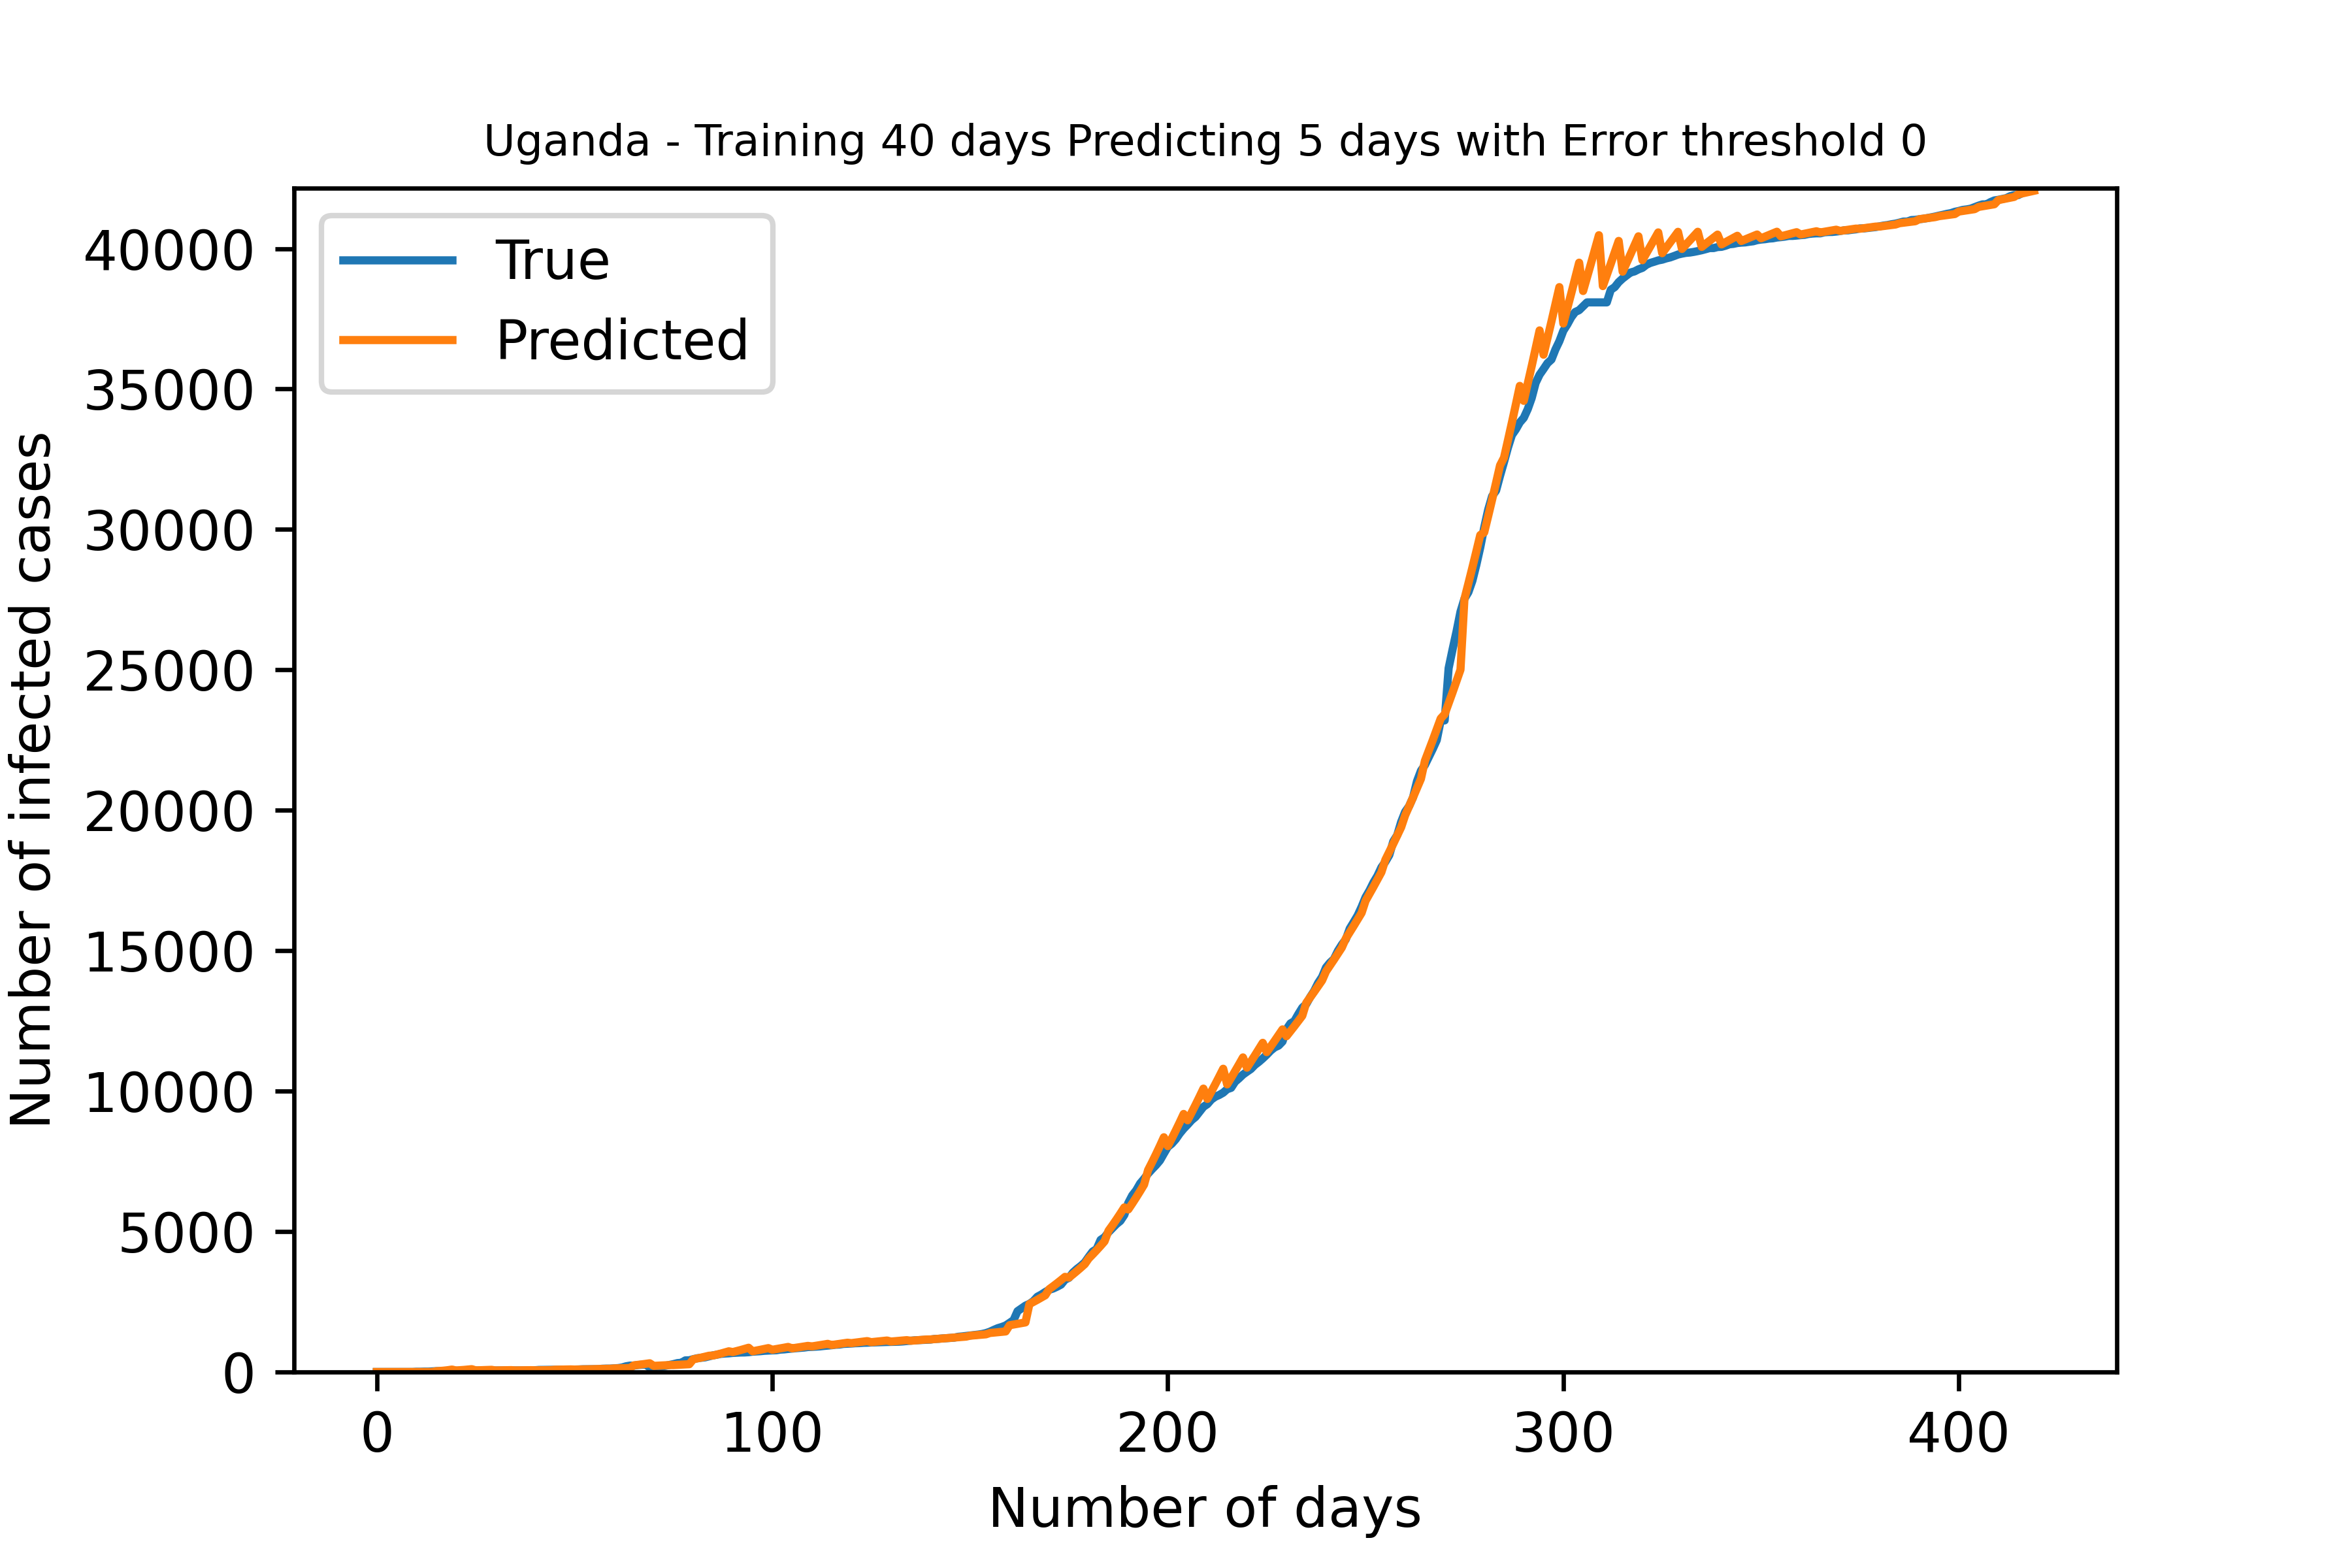 Uganda - Training 40 days Predicting 5 days with Error threshold 0
True
Predicted
Number of infected cases
40000
35000
30000
25000
20000
15000
10000
5000
0
0 100 200 300 400
Number of days